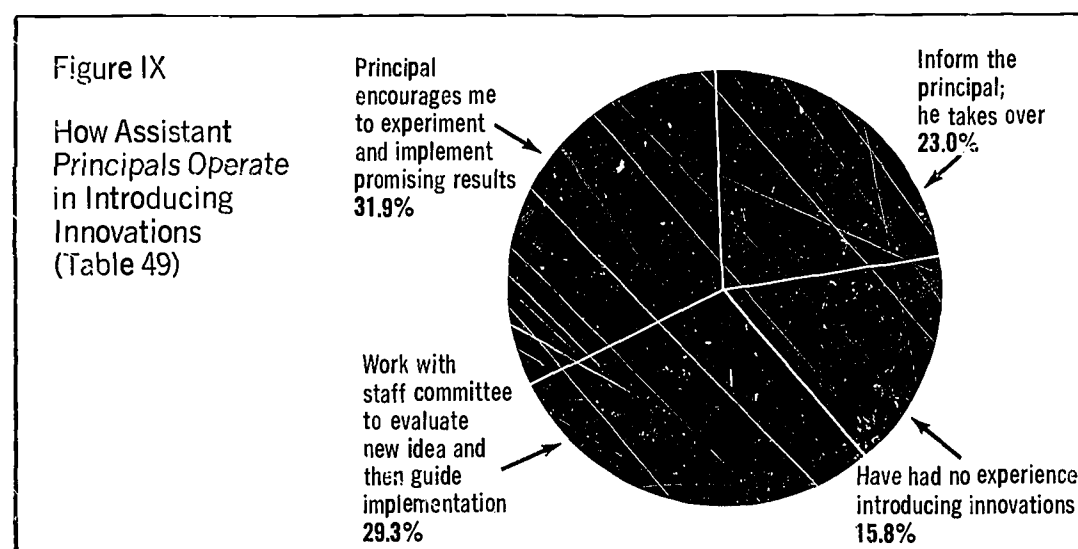 Figure IX
How Assistant
Principals Operate
in Introducing
Innovations
(Table 49)
Principal
encourages me
to experiment
and implement
promising results
31.9%
Inform the
principal;
he takes over
23.0%
Work with
staff committee
to evaluate
new idea and
then guide
implementation
29.3%
Have had no experience
introducing innovations
15.8%